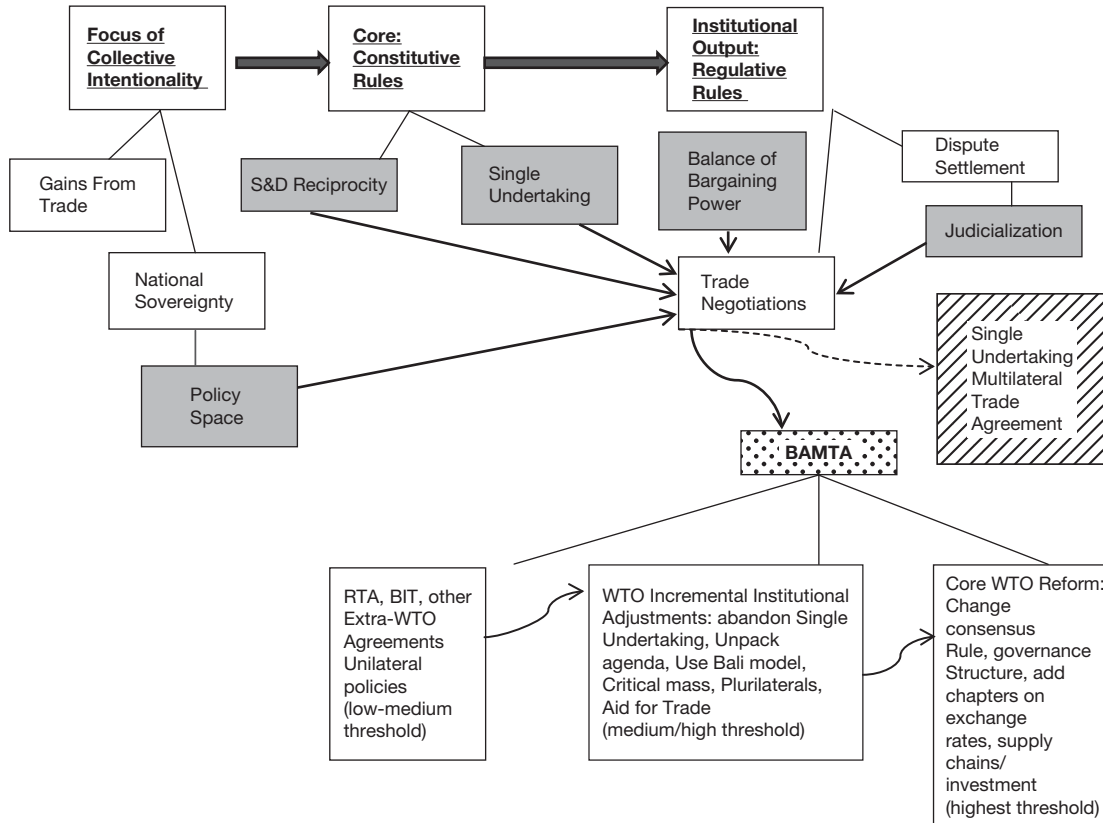 Focus of
Collective
Intentionality
Core:
Constitutive
Rules
Institutional
Output:
Regulative
Rules
Gains From
Trade
S&D Reciprocity
Single
Undertaking
Balance of
Bargaining
Power
Dispute
Settlement
Judicialization
National
Sovereignty
Trade
Negotiations
Policy
Space
Single
Undertaking
Multilateral
Trade
Agreement
BAMTA
RTA, BIT, other
Extra-WTO
Agreements
Unilateral
policies
(low-medium
threshold)
WTO Incremental Institutional
Adjustments: abandon Single
Undertaking, Unpack
agenda, Use Bali model,
Critical mass, Plurilaterals,
Aid for Trade
(medium/high threshold)
Core WTO Reform:
Change
consensus
Rule, governance
Structure, add
chapters on
exchange
rates, supply
chains/
investment
(highest threshold)